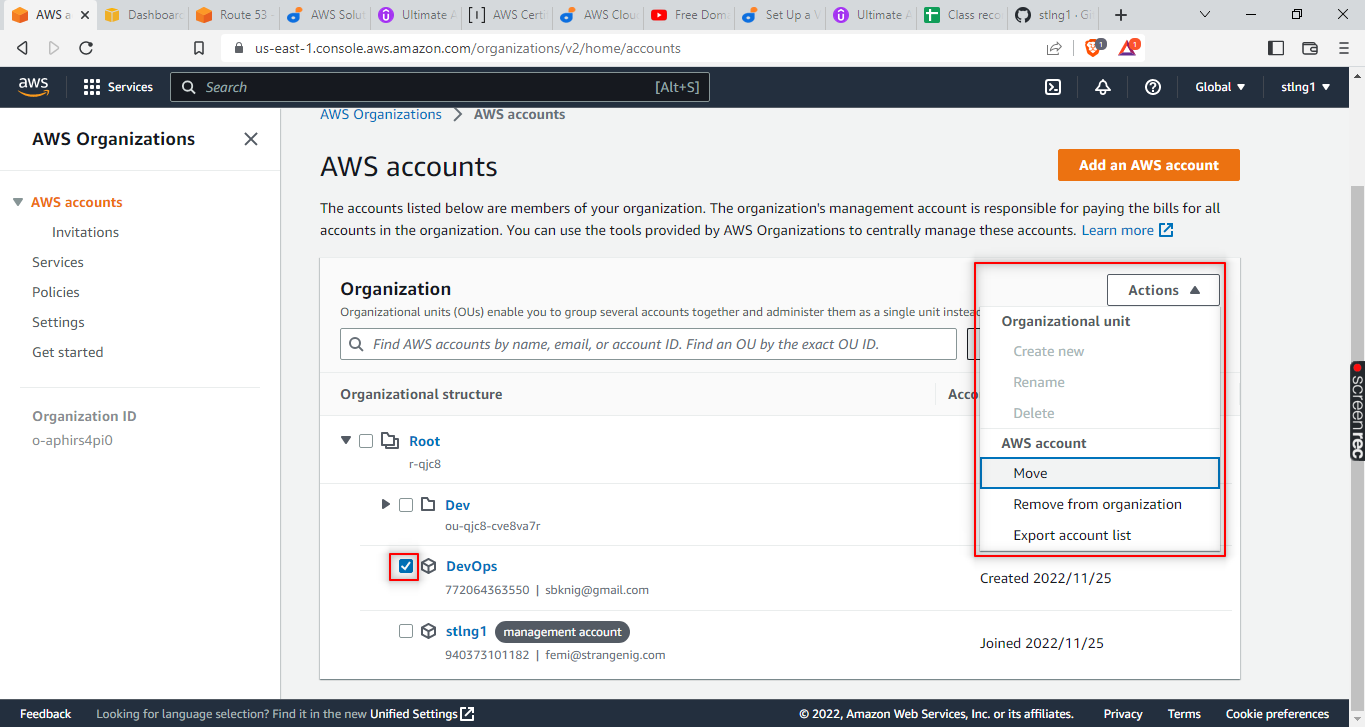 AWS a
Dashboard
Route 53 -
AWS Solut
Ultimate A
[I] AWS Certi
AWS Clou
Free Doma
Set Up a V
Ultimate A
Class reco
stlng1 · Gi
us-east-1.console.aws.amazon.com/organizations/v2/home/accounts
1
1
aws
Services
Search
[Alt+S]
Global
stlng1
AWS Organizations
AWS accounts
Invitations
Services
Policies
Settings
Get started
Organization ID
o-aphirs4pi0
AWS Organizations > AWS accounts
AWS accounts
Add an AWS account
The accounts listed below are members of your organization. The organization's management account is responsible for paying the bills for all
accounts in the organization. You can use the tools provided by AWS Organizations to centrally manage these accounts. Learn more
Organization
Organizational units (OUs) enable you to group several accounts together and administer them as a single unit instead
Find AWS accounts by name, email, or account ID. Find an OU by the exact OU ID.
Actions
Organizational unit
Create new
Rename
Delete
AWS account
Move
Remove from organization
Export account list
Organizational structure
Acco
Root
r-qjc8
Dev
ou-qjc8-cve8va7r
DevOps
772064363550 | sbknig@gmail.com
Created 2022/11/25
stlng1 management account
940373101182 | femi@strangenig.com
Joined 2022/11/25
screenrec
Feedback
Looking for language selection? Find it in the new Unified Settings
© 2022, Amazon Web Services, Inc. or its affiliates.
Privacy
Terms
Cookie preferences